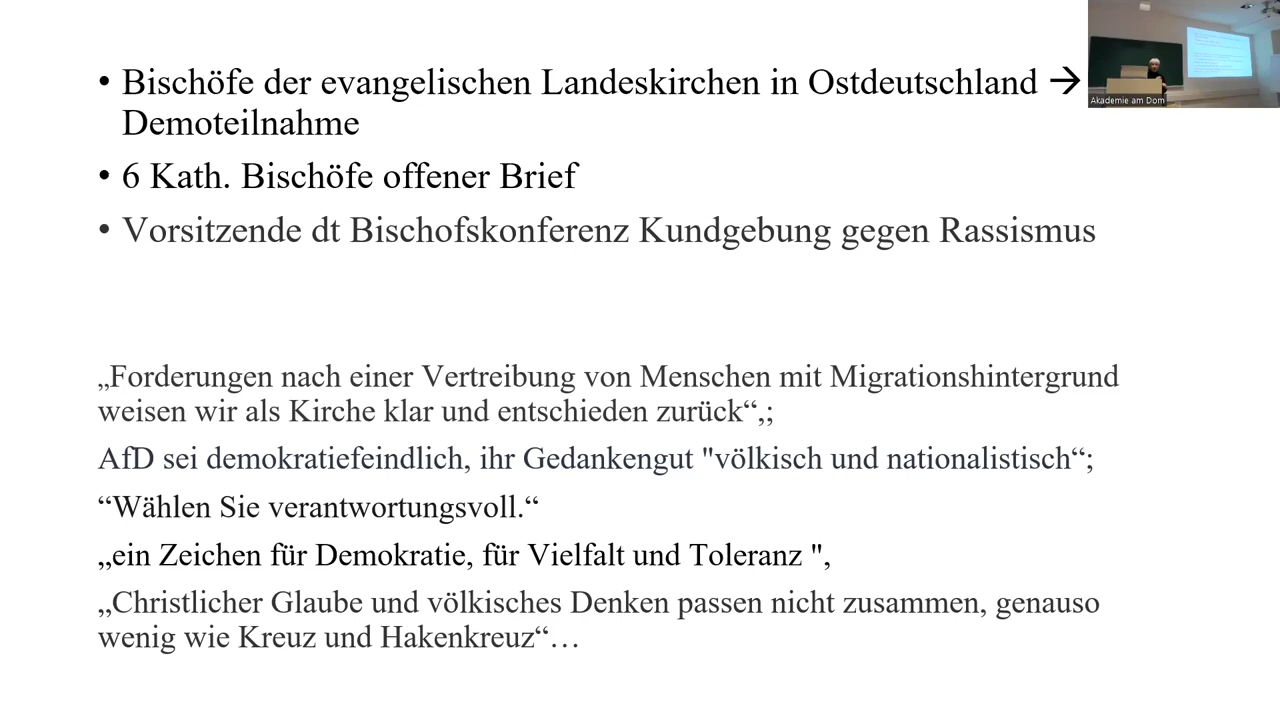 • Bischöfe der evangelischen Landeskirchen in Ostdeutschland →
Demoteilnahme
• 6 Kath. Bischöfe offener Brief
• Vorsitzende dt Bischofskonferenz Kundgebung gegen Rassismus
„Forderungen nach einer Vertreibung von Menschen mit Migrationshintergrund
weisen wir als Kirche klar und entschieden zurück“,;
AfD sei demokratiefeindlich, ihr Gedankengut "völkisch und nationalistisch“;
“Wählen Sie verantwortungsvoll.“
„ein Zeichen für Demokratie, für Vielfalt und Toleranz ",
„Christlicher Glaube und völkisches Denken passen nicht zusammen, genauso
wenig wie Kreuz und Hakenkreuz“…
Akademie am Dom